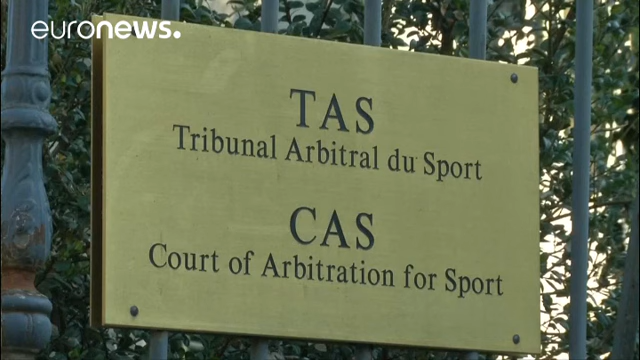 euronews.
TAS
Tribunal Arbitral du Sport
CAS
Court of Arbitration for Sport